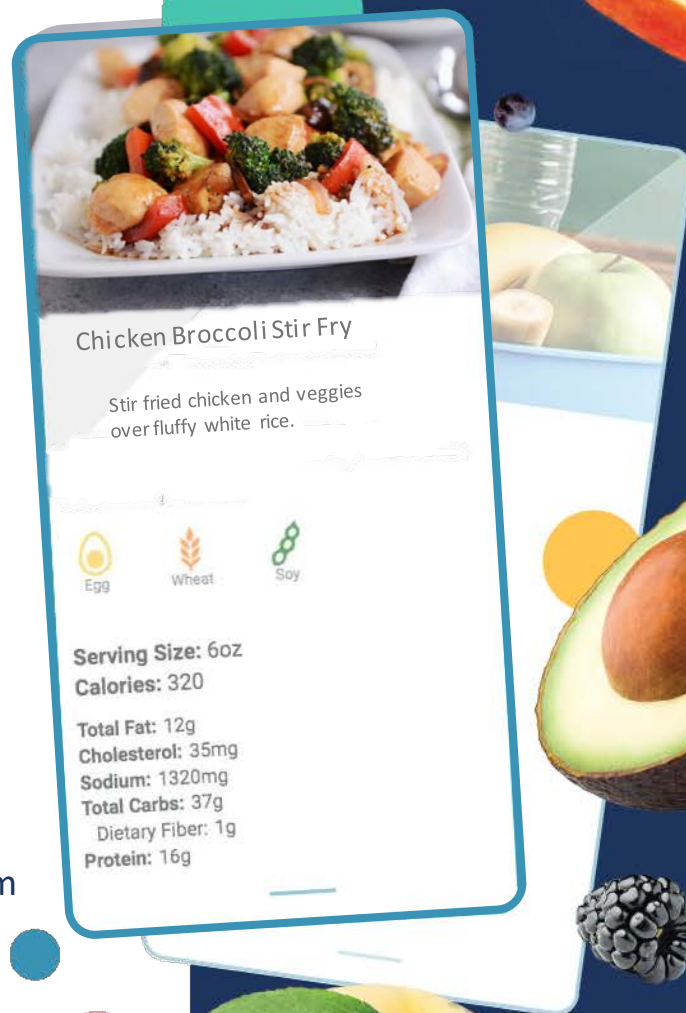 Chicken Broccoli Stir Fry
Stir fried chicken and veggies
over fluffy white rice.
Egg
Wheat
Soy
Serving Size: 6oz
Calories: 320
Total Fat: 12g
Cholesterol: 35mg
Sodium: 1320mg
Total Carbs: 37g
Dietary Fiber: 1g
Protein: 16g
m